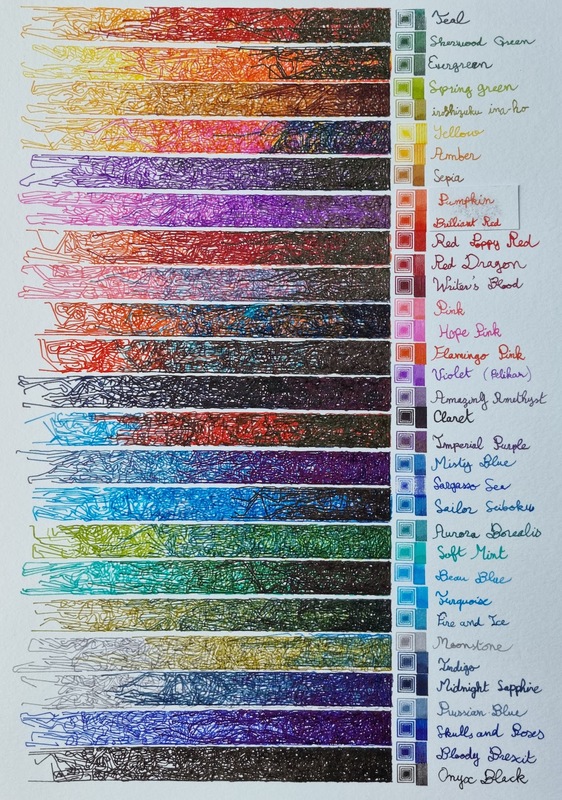 Teal
Sherwood Green
Evergreen
Spring green
iroshizuku ina-ho
Yellow
Amber
Sepia
Pumpkin
Brilliant Red
Red Poppy Red
Red Dragon
Writer's Blood
Pink
Hope Pink
Flamingo Pink
Violet (Pelikan)
Amazing Amethyst
Claret
Imperial Purple
Misty Blue
Sargasso Sea
Sailor Seiboku
Aurora Borealis
Soft Mint
Beau Blue
Turquoise
Fire and Ice
Moonstone
Indigo
Midnight Sapphire
Prussian Blue
Skulls and Roses
Bloody Brexit
Onyx Black